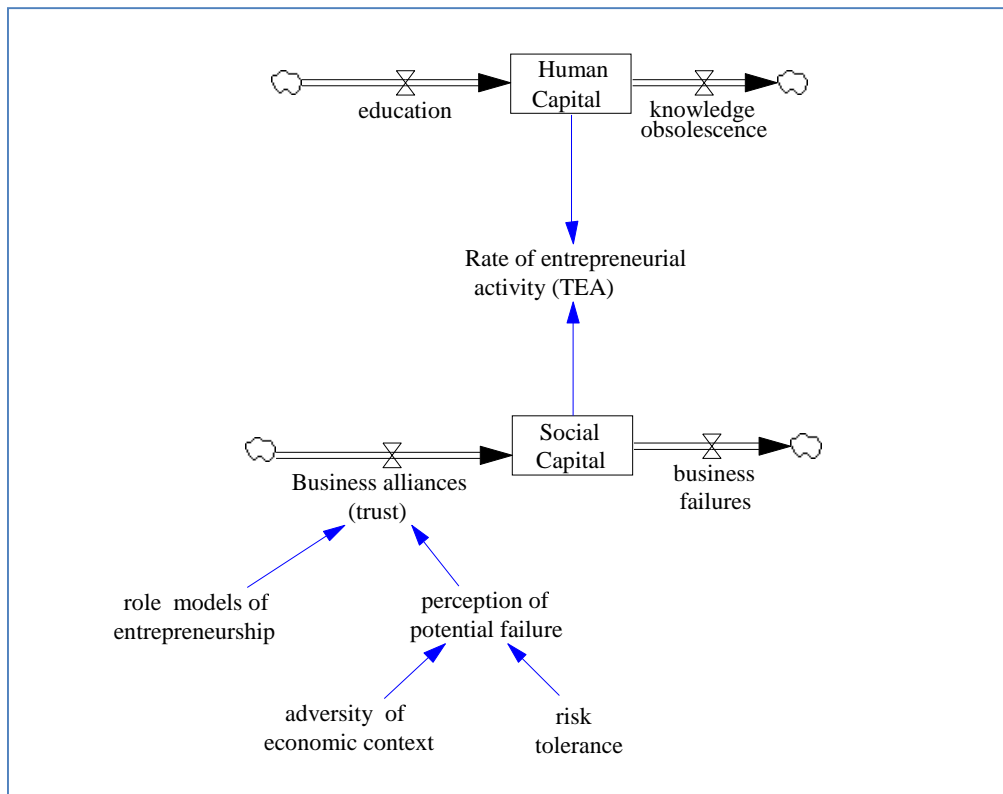 Human
Capital
education
knowledge
obsolescence
Rate of entrepreneurial
activity (TEA)
Social
Capital
Business alliances
(trust)
business
failures
role models of
entrepreneurship
perception of
potential failure
adversity of
economic context
risk
tolerance